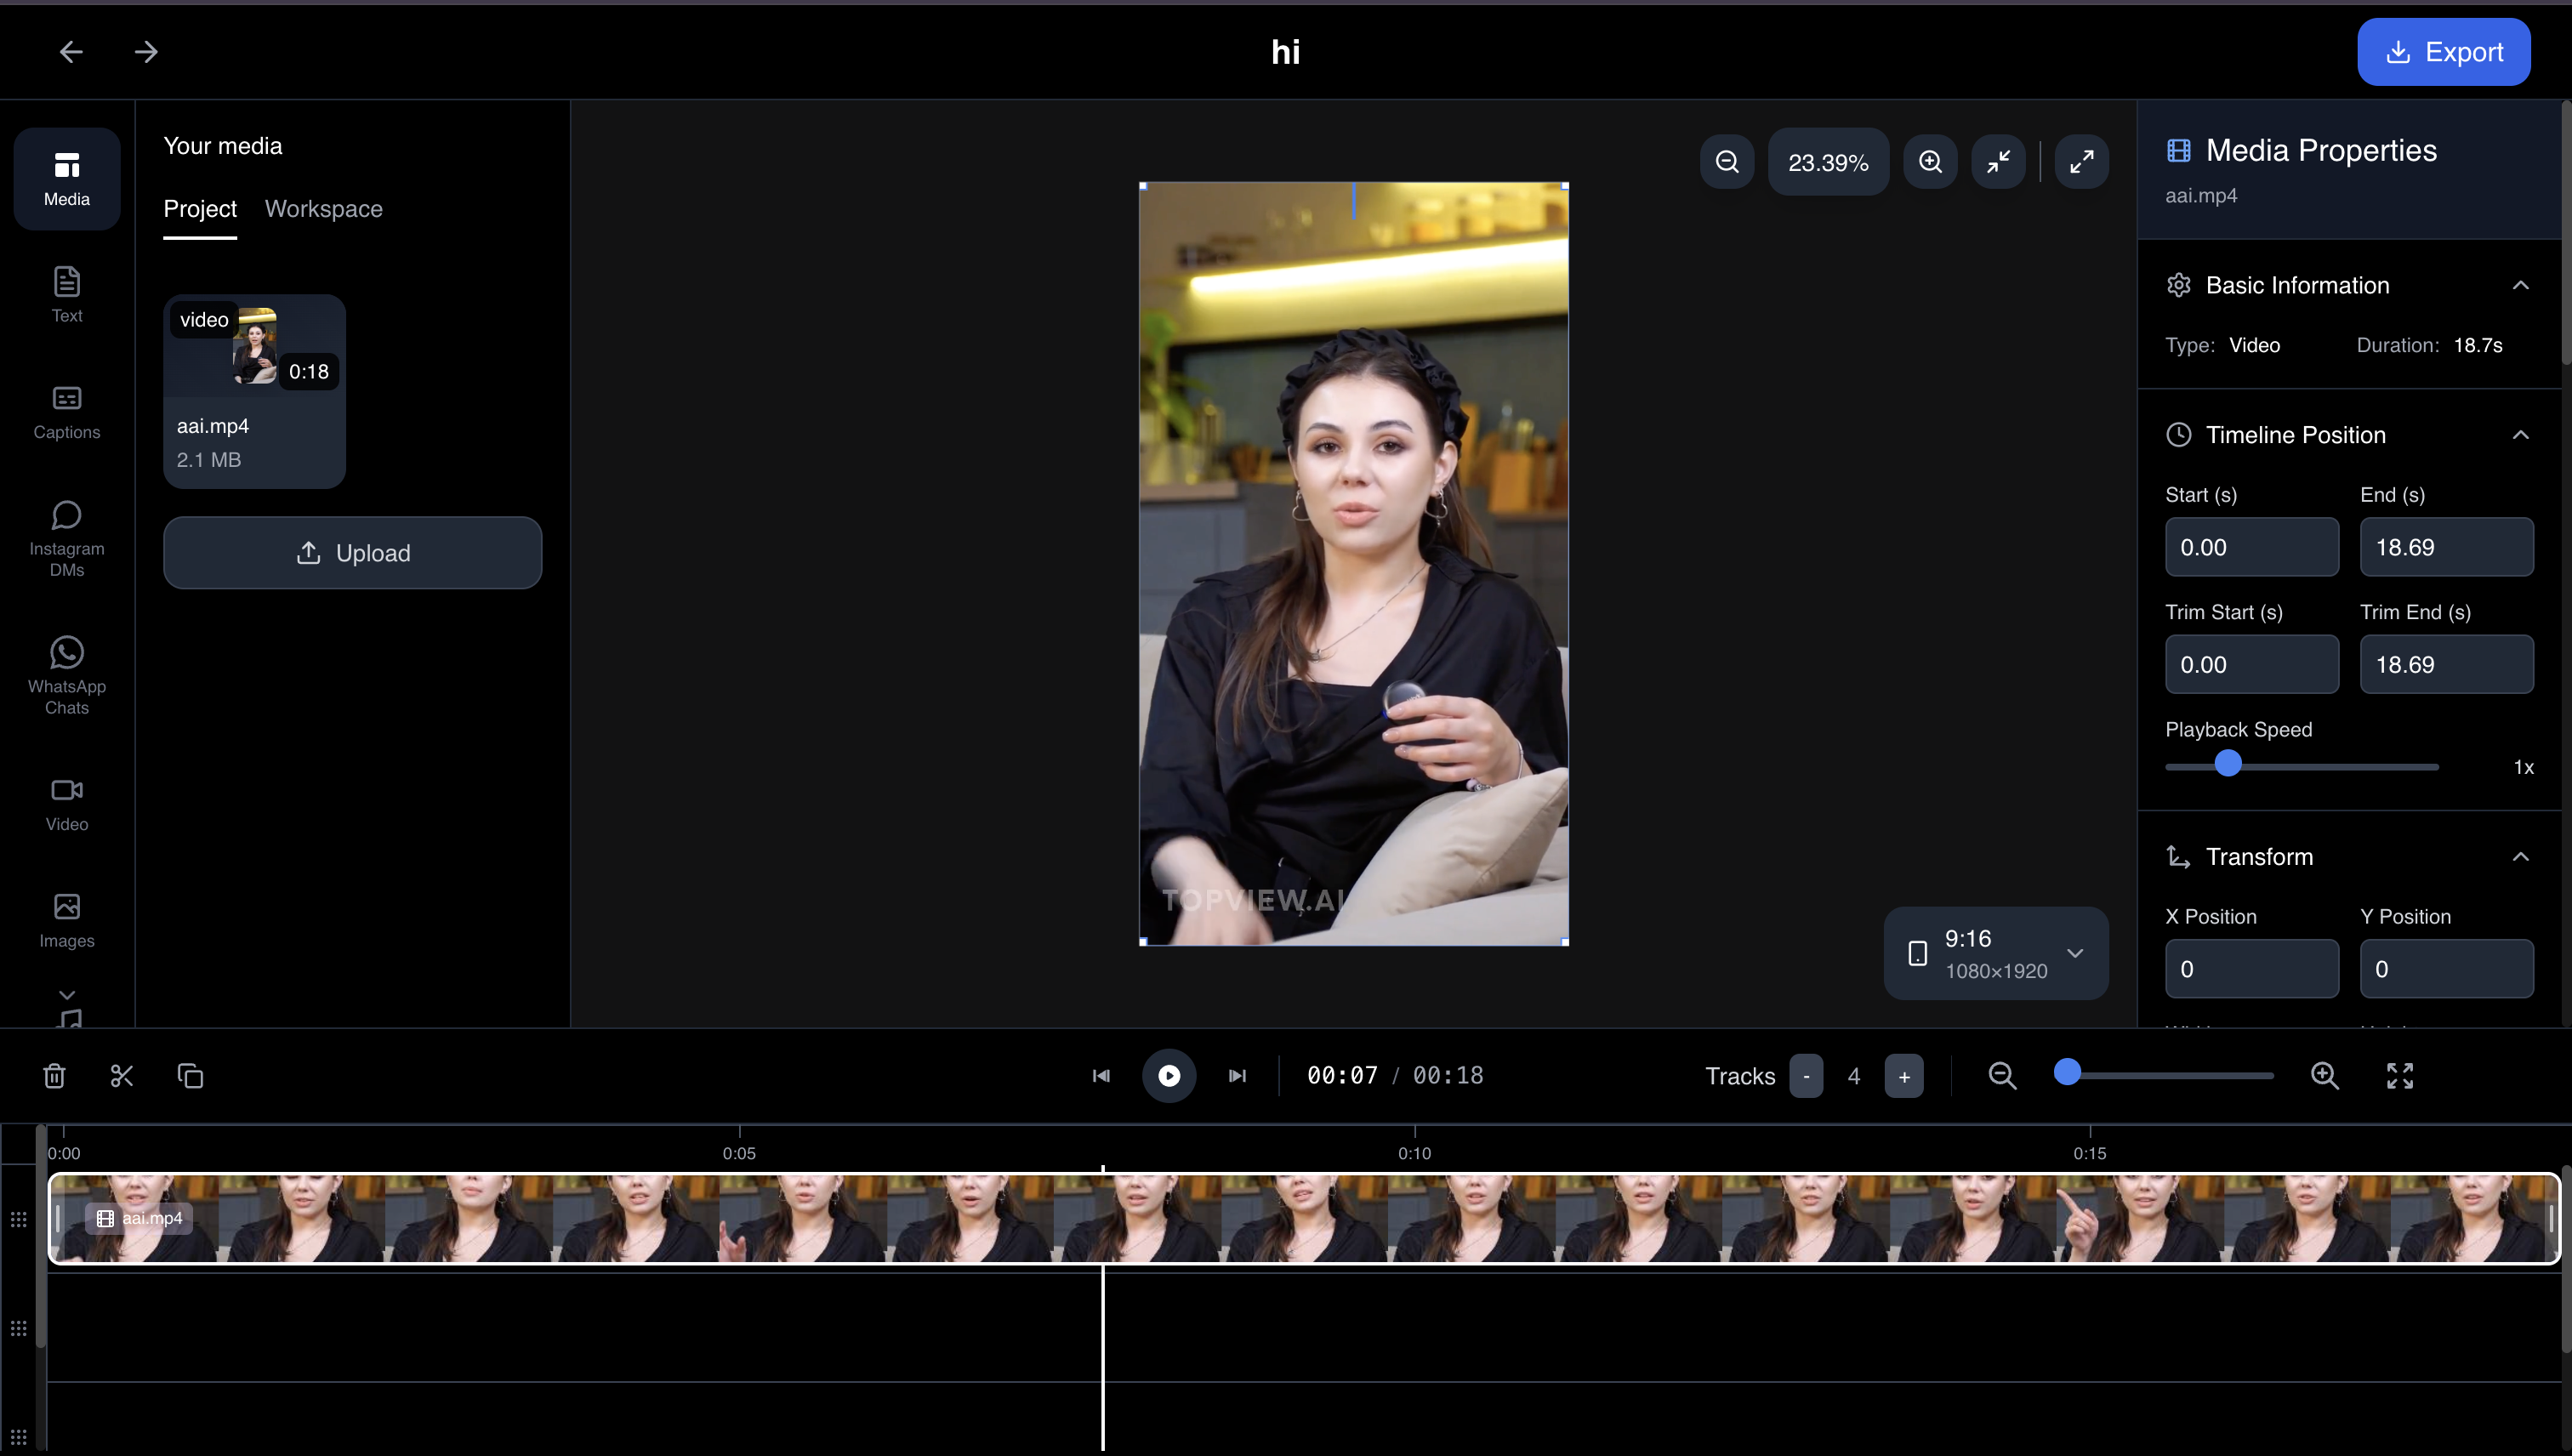 hi
Export
Media
Text
Captions
Instagram
DMs
WhatsApp
Chats
Video
Images
Your media
Project Workspace
video
0:18
aai.mp4
2.1 MB
Upload
23.39%
TOPVIEW.AI
9:16
1080×1920
Media Properties
aai.mp4
Basic Information
Type: Video Duration: 18.7s
Timeline Position
Start (s) End (s)
0.00 18.69
Trim Start (s) Trim End (s)
0.00 18.69
Playback Speed
1x
Transform
X Position Y Position
0 0
00:07 / 00:18
Tracks - 4 +
0:00 0:05 0:10 0:15
aai.mp4